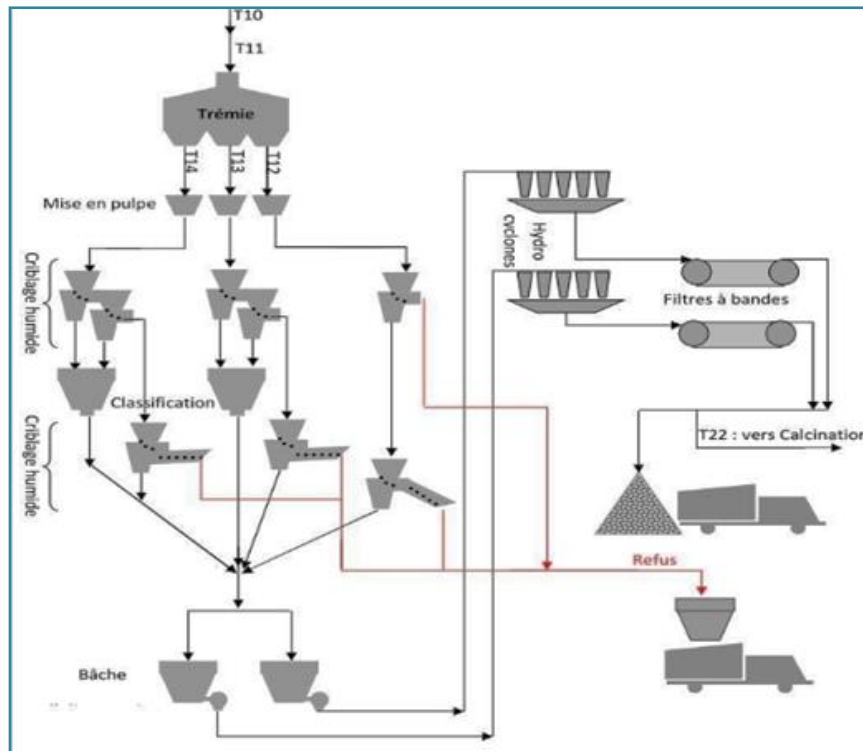 T10
T11
Trémie
T14
T13
T12
Mise en pulpe
Criblage humide
Hydro
cyclones
Filtres à bandes
Classification
Criblage humide
T22 : vers Calcination
Refus
Bâche